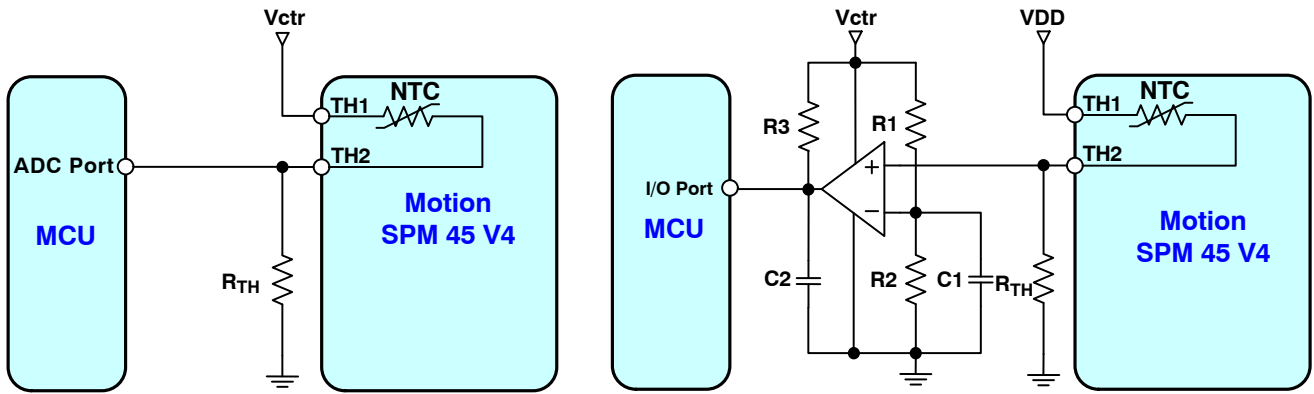 Vctr
NTC
TH1
TH2
ADC Port
Motion
SPM 45 V4
MCU
RTH
Vctr
VDD
NTC
TH1
R3
R1
TH2
+
I/O Port
−
MCU
Motion
SPM 45 V4
C2
R2
C1
RTH